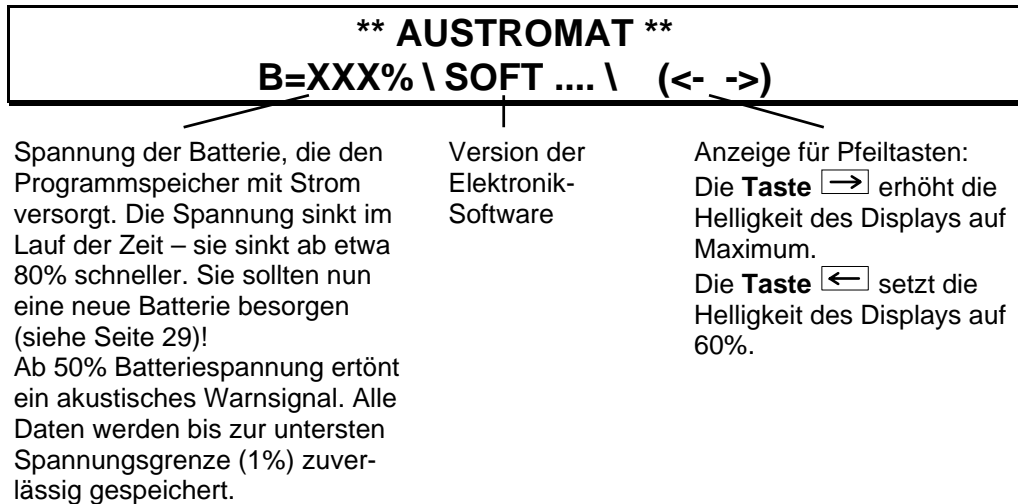 ** AUSTROMAT **
B=XXX% \ SOFT .... \ (<- ->)
Spannung der Batterie, die den
Programmspeicher mit Strom
versorgt. Die Spannung sinkt im
Lauf der Zeit – sie sinkt ab etwa
80% schneller. Sie sollten nun
eine neue Batterie besorgen
(siehe Seite 29)!
Ab 50% Batteriespannung ertönt
ein akustisches Warnsignal. Alle
Daten werden bis zur untersten
Spannungsgrenze (1%) zuver-
lässig gespeichert.
Version der
Elektronik-
Software
Anzeige für Pfeiltasten:
Die Taste → erhöht die
Helligkeit des Displays auf
Maximum.
Die Taste ← setzt die
Helligkeit des Displays auf
60%.